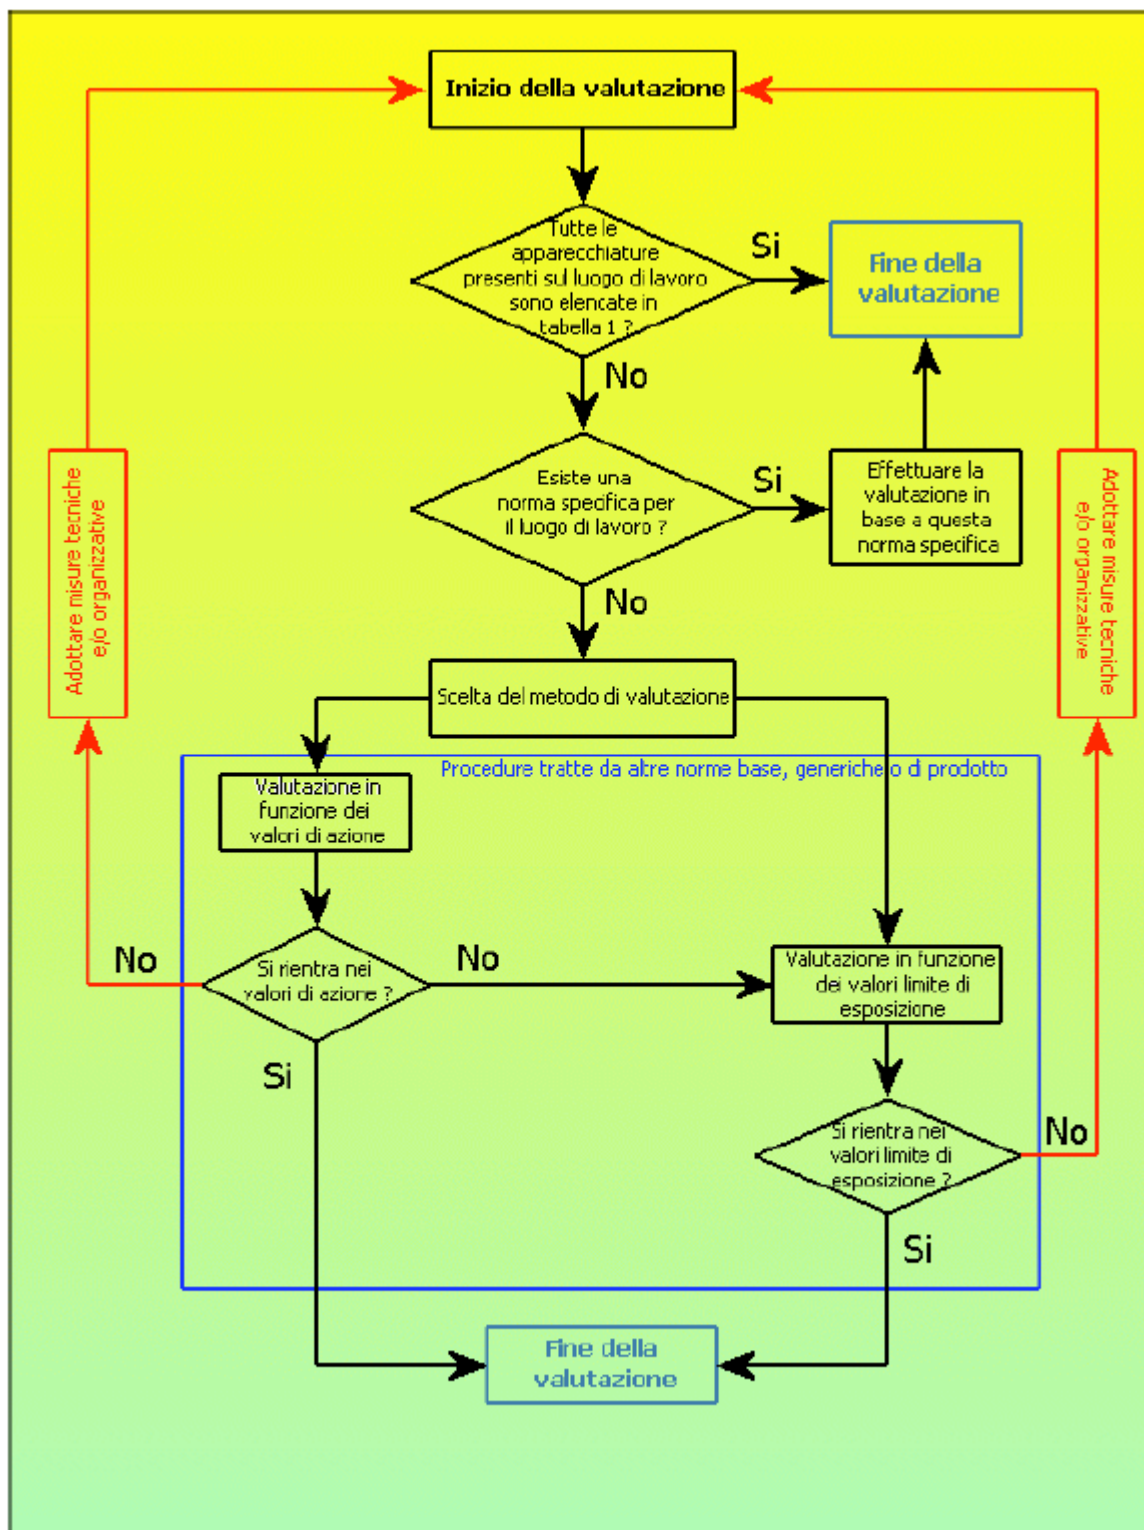 Inizio della valutazione
Tutte le
apparecchiature
presenti sul luogo di lavoro
sono elencate in
tabella 1 ?
Si
Fine della
valutazione
No
Esiste una
norma specifica per
il luogo di lavoro ?
Si
Effettuare la
valutazione in
base a questa
norma specifica
No
Adottare misure tecniche
e/o organizzative
Adottare misure tecniche
e/o organizzative
Scelta del metodo di valutazione
Procedure tratte da altre norme base, generiche o di prodotto
Valutazione in
funzione dei
valori di azione
No
Si rientra nei
valori di azione ?
No
Valutazione in funzione
dei valori limite di
esposizione
Si
Si rientra nei
valori limite di
esposizione ?
No
Si
Fine della
valutazione